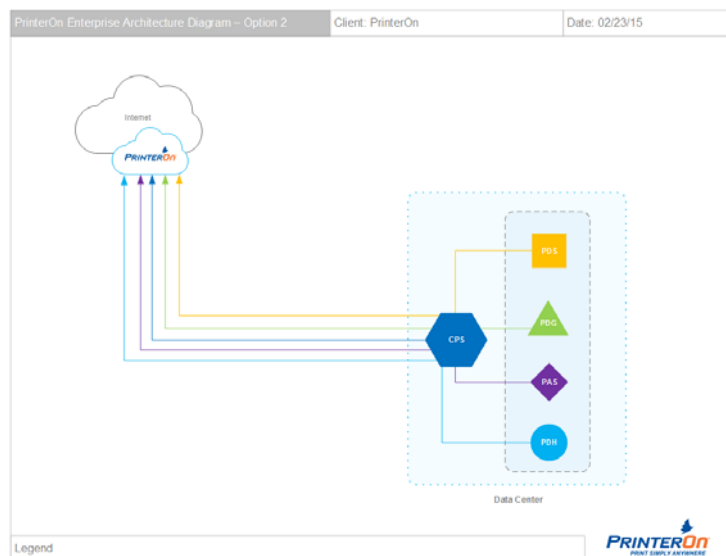 PrinterOn Enterprise Architecture Diagram – Option 2
Client: PrinterOn
Date: 02/23/15
Internet
PRINTERON
PDS
PDG
CPS
PAS
PDH
Data Center
Legend
PRINTERON
PRINT SIMPLY ANYWHERE